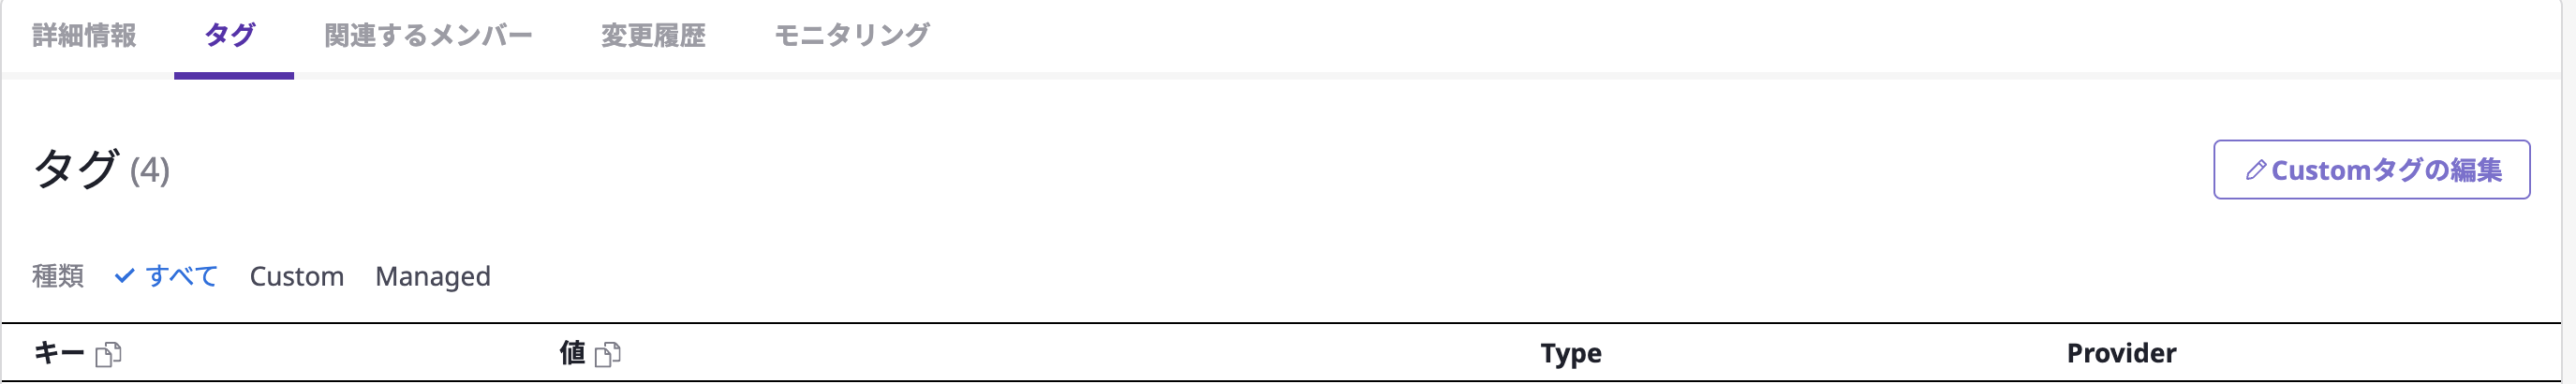 詳細情報 タグ 関連するメンバー 変更履歴 モニタリング
タグ (4)
Customタグの編集
種類 すべて Custom Managed
キー 値 Type Provider